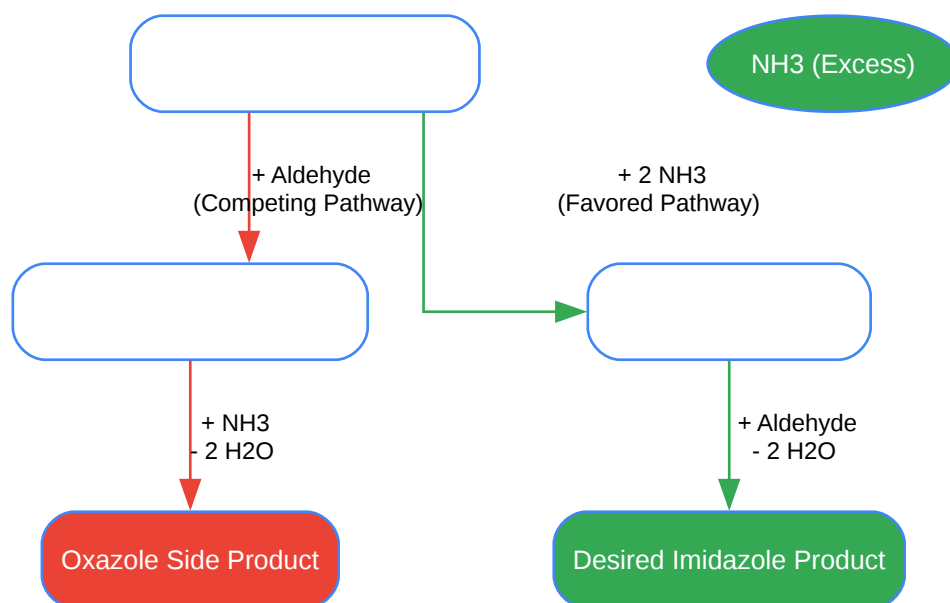 NH3 (Excess)
+ Aldehyde
(Competing Pathway)
+ 2 NH3
(Favored Pathway)
+ NH3
- 2 H2O
+ Aldehyde
- 2 H2O
Oxazole Side Product
Desired Imidazole Product